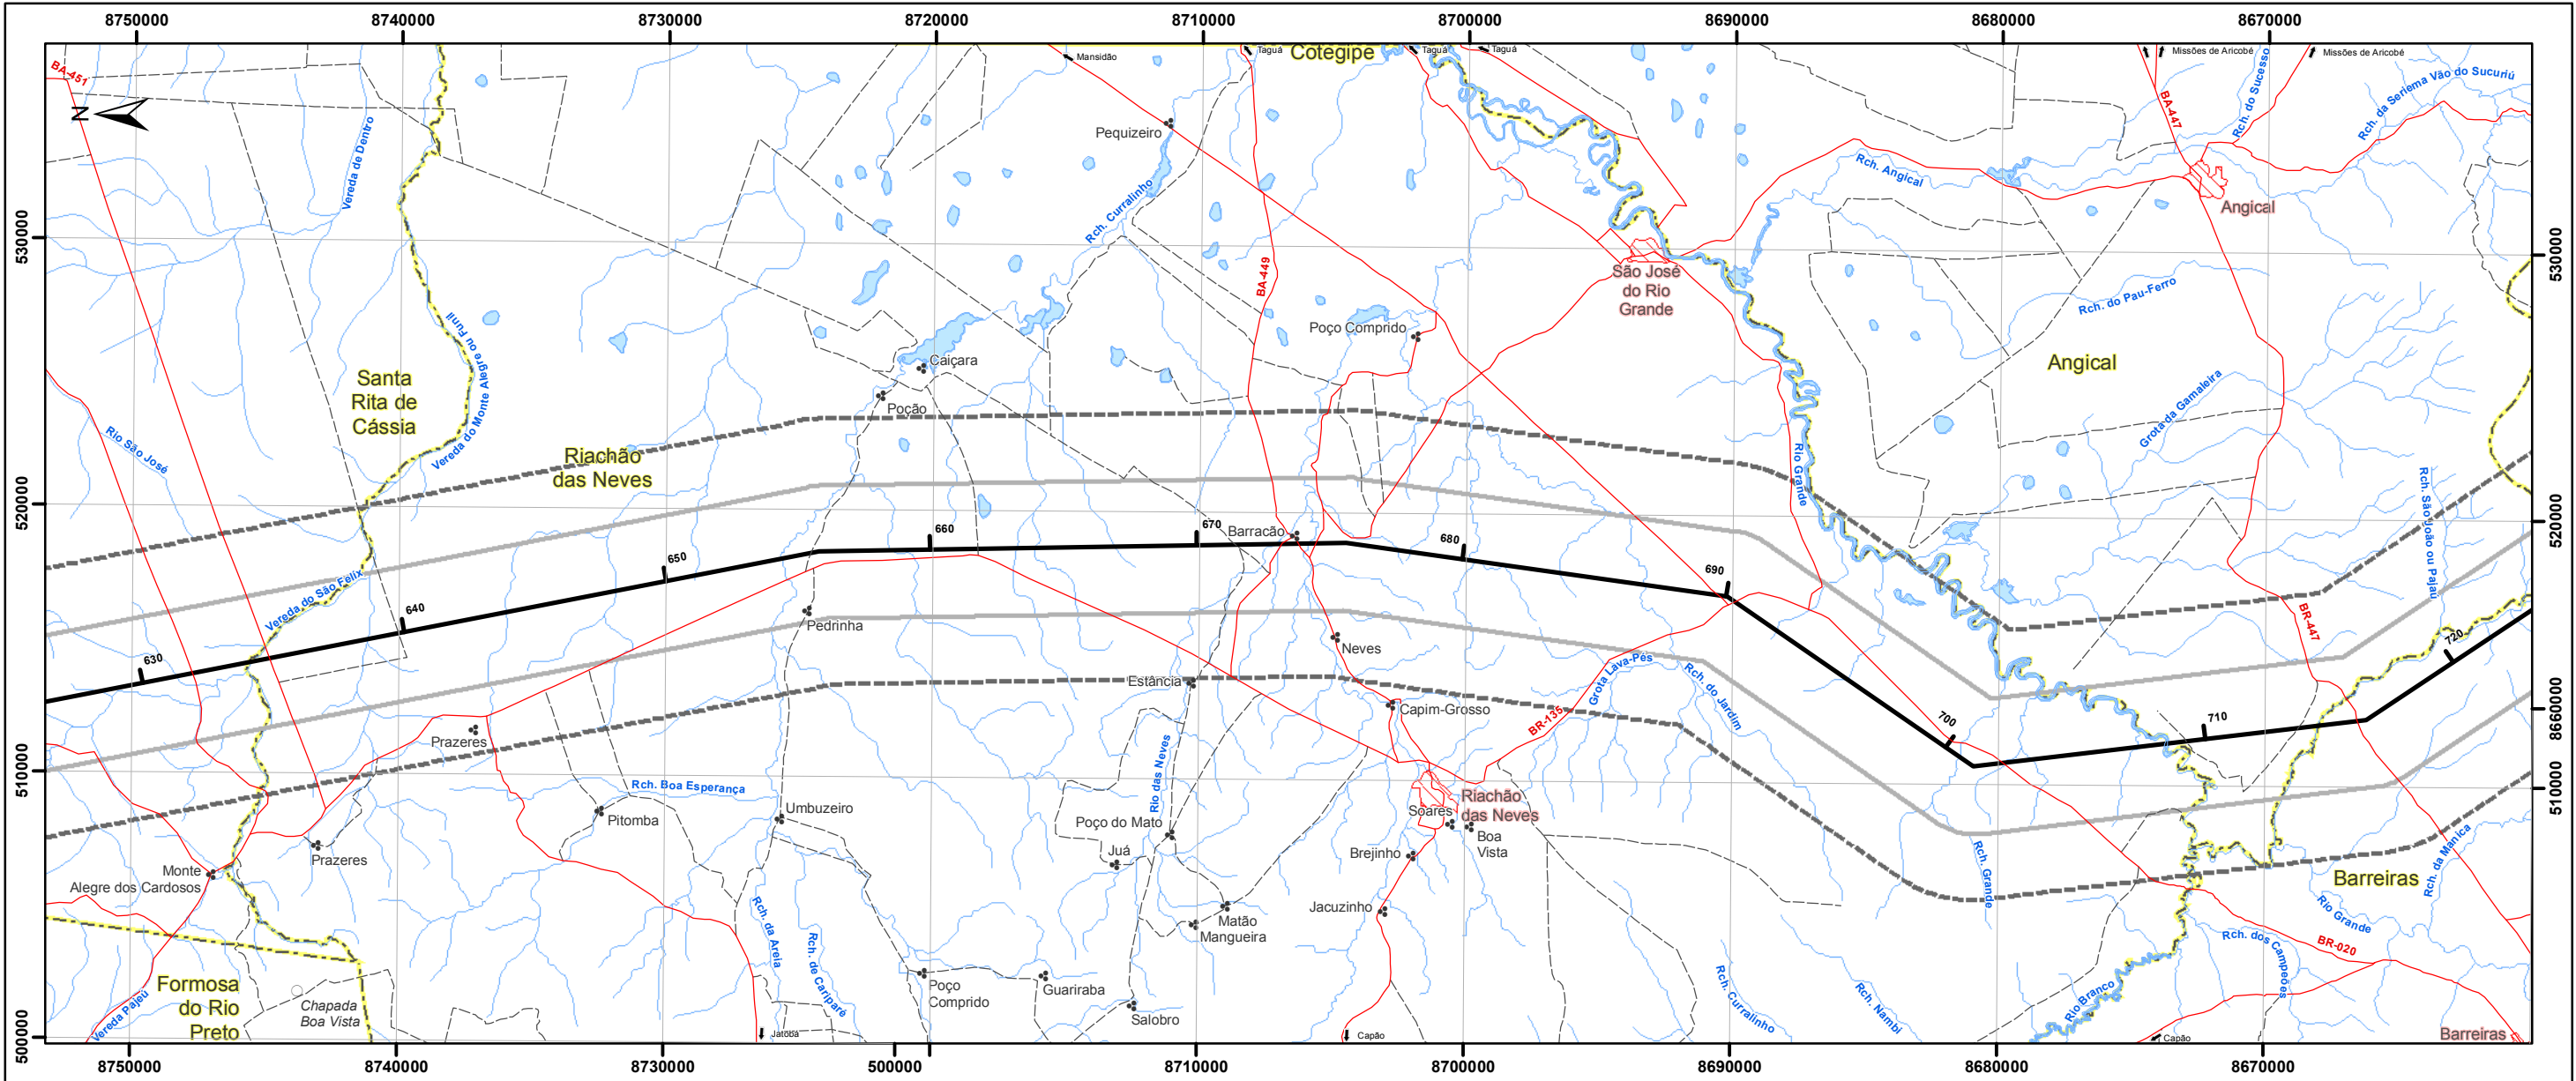 8750000 8740000 8730000 8720000 8710000 8700000 8690000 8680000 8670000
BA-451
Mansidão
Taguá
Cotegipe
Taguá
Taguá
Missões de Aricobé
Missões de Aricobé
N
Vereda de Dentro
Pequizeiro
BA-447
Rch. do Sucesso
Rch. da Seriema Vão do Sucuriú
Rch. Curralinho
Rch. Angical
Angical
530000
530000
BA-449
São José
do Rio
Grande
Rch. do Pau-Ferro
Vereda do Monte Alegre ou Funil
Poço Comprido
Caiçara
Angical
Santa
Rita de
Cássia
Poção
Grota da Gamaleira
Rio São José
Riachão
das Neves
Rio Grande
Rch. São João ou Pajaú
520000
520000
Barracão
630
640
650
660
670
680
690
700
710
720
Vereda do São Felix
Pedrinha
Neves
BR-447
Grota Lava-Pés
Rch. do Jardim
Estância
Capim-Grosso
BR-135
8660000
Prazeres
Rio das Neves
510000
510000
Rch. Boa Esperança
Pitomba
Umbuzeiro
Poço do Mato
Soares
Riachão
das Neves
Boa
Vista
Juá
Brejinho
Prazeres
Monte
Alegre dos Cardosos
Rch. Grande
Rch. da Manica
Barreiras
Jacuzinho
Matão
Mangueira
Rch. da Areia
Rch. de Cariparé
Rio Grande
Rch. dos Campeões
BR-020
Formosa
do Rio
Preto
Chapada
Boa Vista
Vereda Pajeú
Poço
Comprido
Guariraba
Salobro
Rch. Curralinho
Rch. Nambi
Rio Branco
Jatobá
Capão
Capão
Barreiras
500000
8750000 8740000 8730000 500000 8710000 8700000 8690000 8680000 8670000